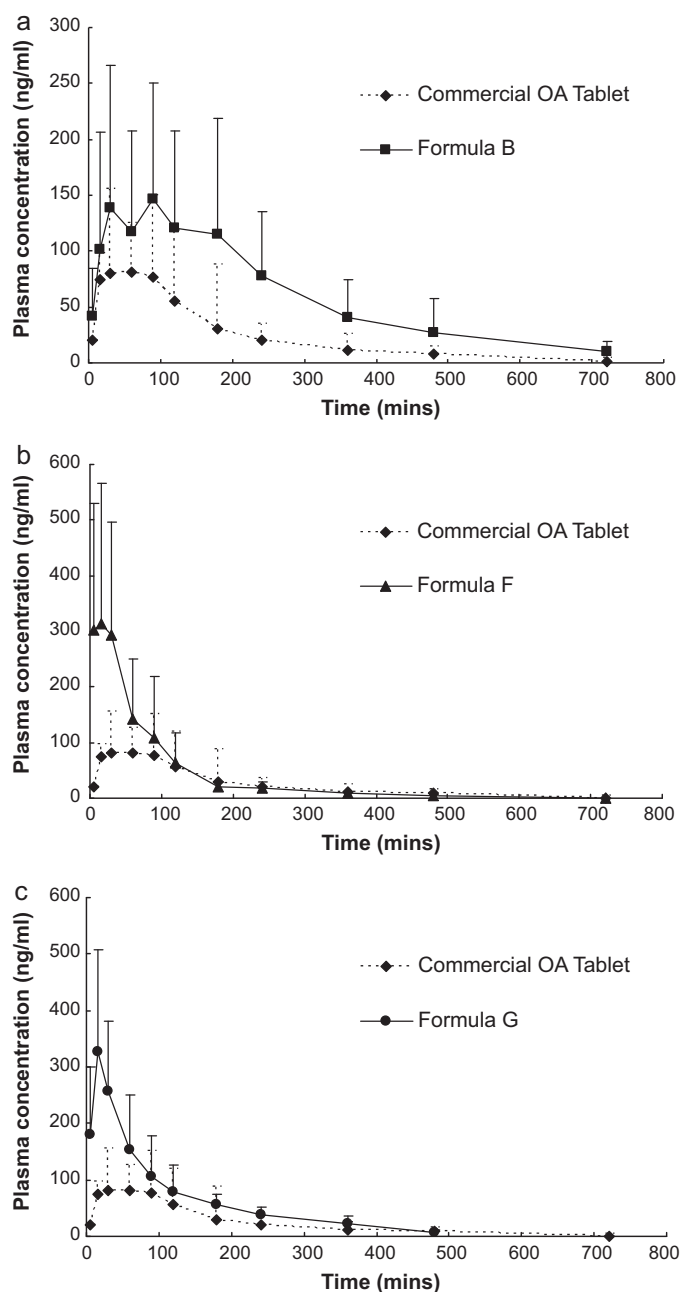 a
Plasma concentration (ng/ml)
300
250
200
150
100
50
0
Commercial OA Tablet
Formula B
0 100 200 300 400 500 600 700 800
Time (mins)
b
Plasma concentration (ng/ml)
600
500
400
300
200
100
0
Commercial OA Tablet
Formula F
0 100 200 300 400 500 600 700 800
Time (mins)
c
Plasma concentration (ng/ml)
600
500
400
300
200
100
0
Commercial OA Tablet
Formula G
0 100 200 300 400 500 600 700 800
Time (mins)